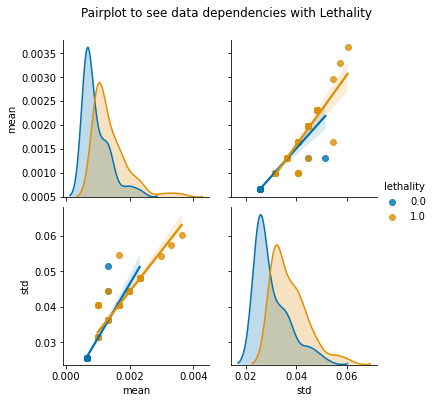 Pairplot to see data dependencies with Lethality
0.0035
0.0030
0.0025
0.0020
0.0015
0.0010
0.0005
mean
lethality
0.0
1.0
0.06
0.05
0.04
0.03
std
0.000 0.002 0.004
mean
0.02 0.04 0.06
std